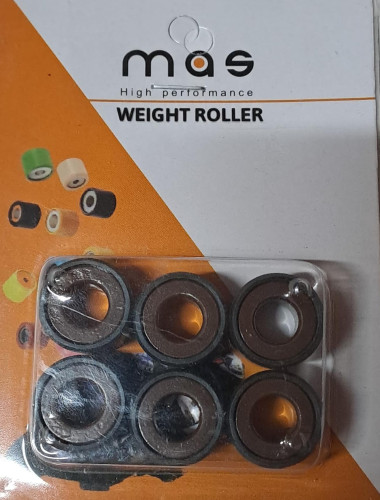 mas
High performance
WEIGHT ROLLER